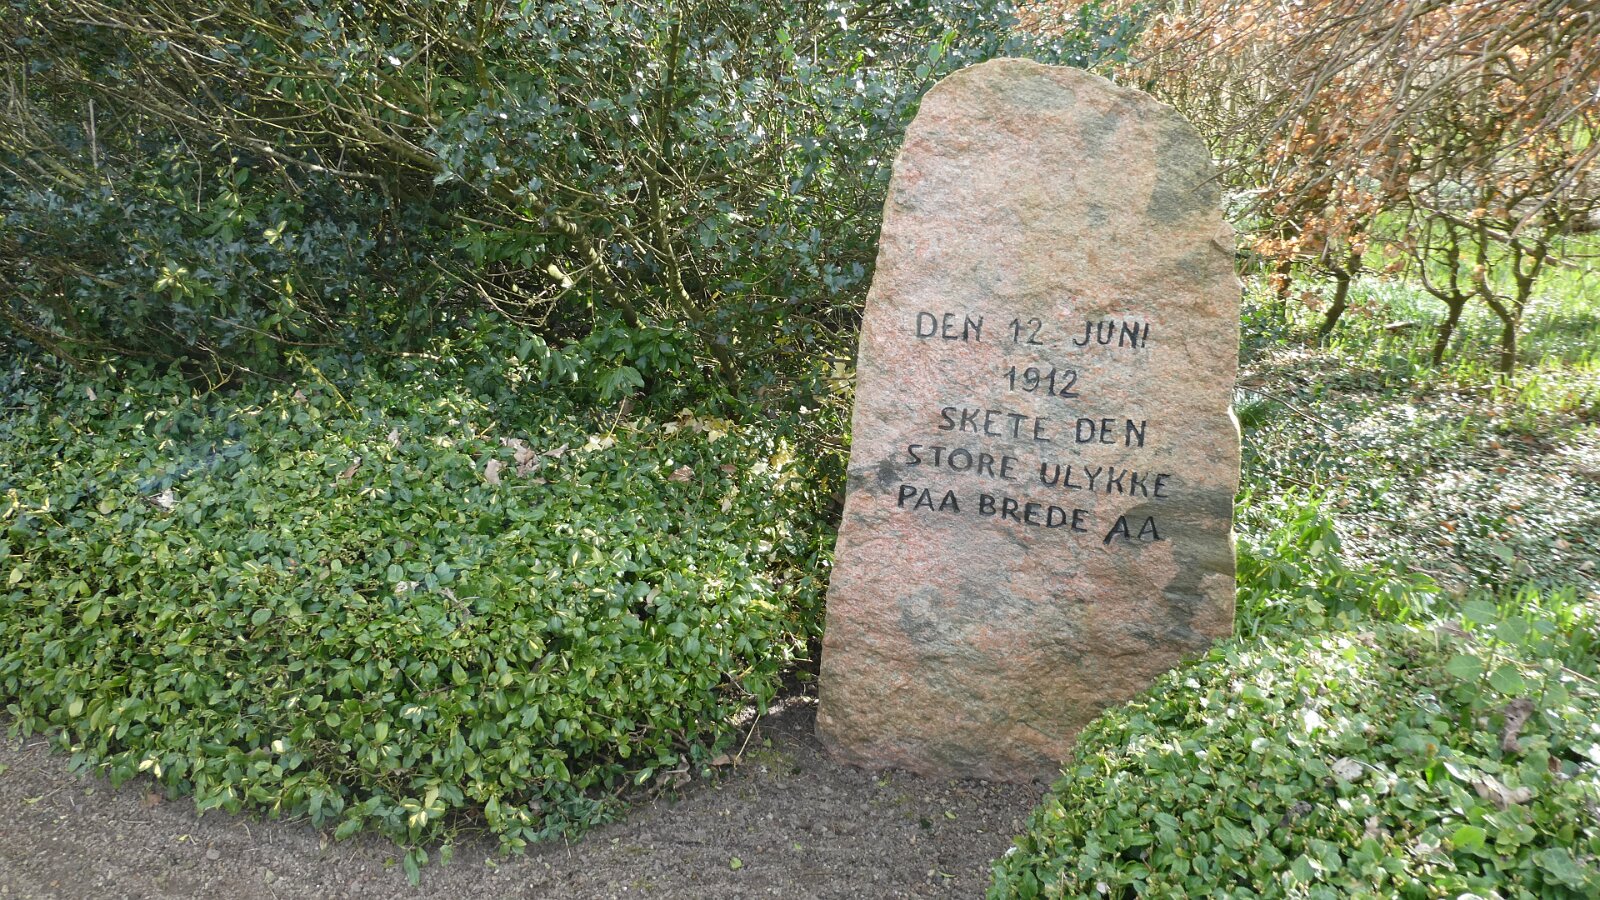 DEN 12 JUNI
1912
SKETE DEN
STORE ULYKKE
PAA BREDE AA